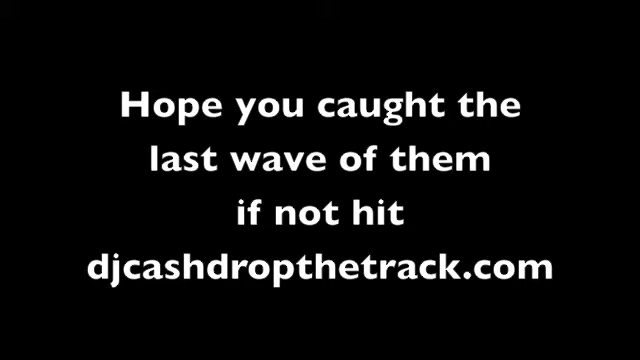 Hope you caught the
last wave of them
if not hit
djcashdropthetrack.com